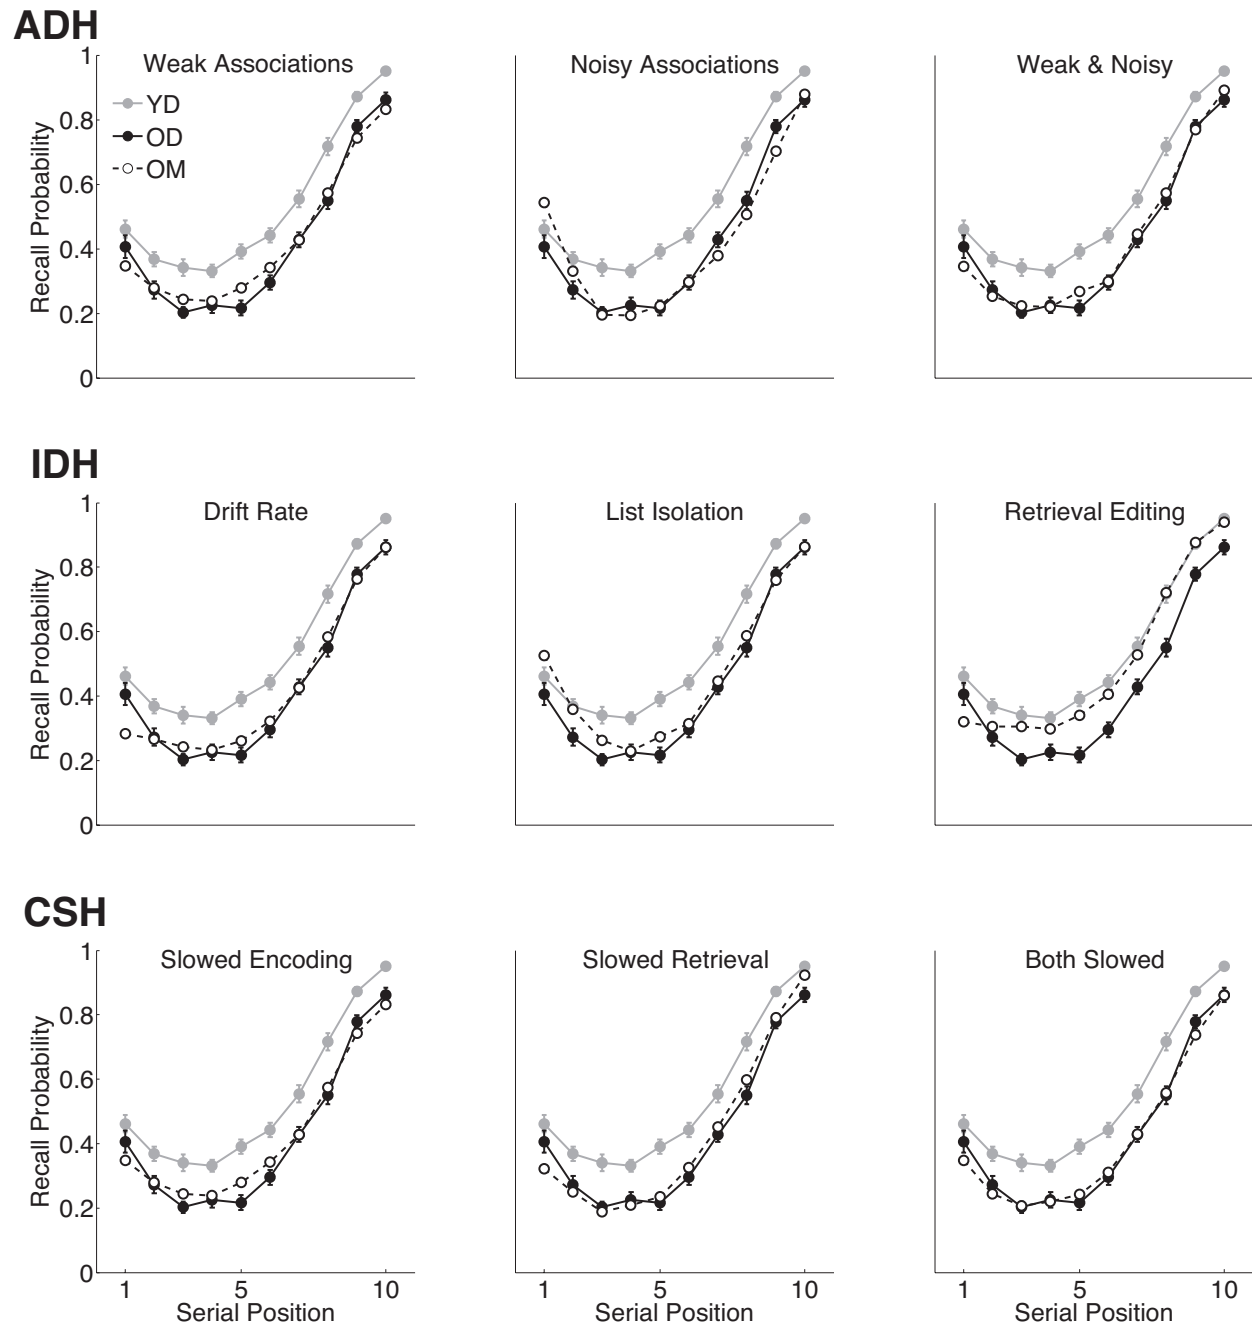 ADH
Weak Associations
Noisy Associations
Weak & Noisy
YD
OD
OM
Recall Probability
1
0.8
0.6
0.4
0.2
0
IDH
Drift Rate
List Isolation
Retrieval Editing
Recall Probability
1
0.8
0.6
0.4
0.2
0
CSH
Slowed Encoding
Slowed Retrieval
Both Slowed
Recall Probability
1
0.8
0.6
0.4
0.2
0
1 5 10
1 5 10
1 5 10
Serial Position
Serial Position
Serial Position